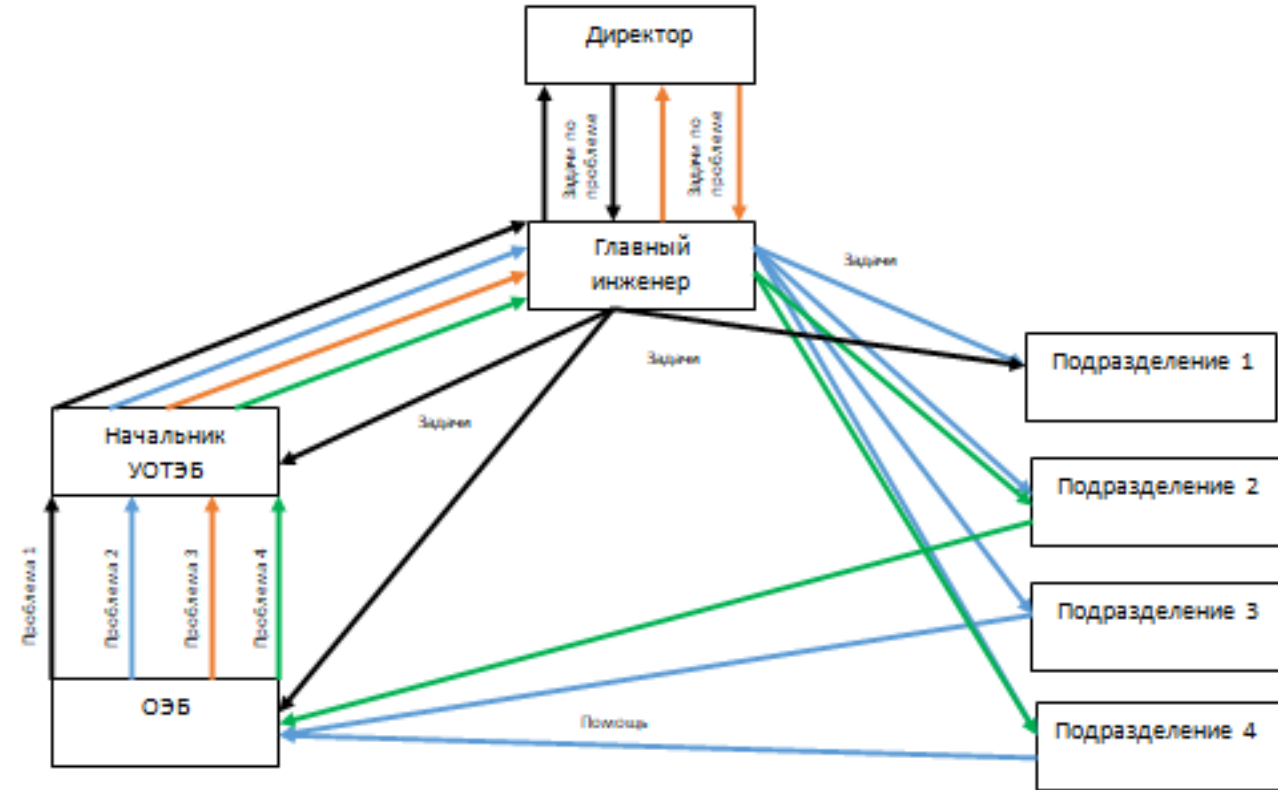 Директор
Задачи по
проблеме
Задачи по
проблеме
Главный
инженер
Задачи
Задачи
Подразделение 1
Задачи
Начальник
УОТЭБ
Подразделение 2
Проблема 1
Проблема 2
Проблема 3
Проблема 4
Подразделение 3
ОЭБ
Помощь
Подразделение 4